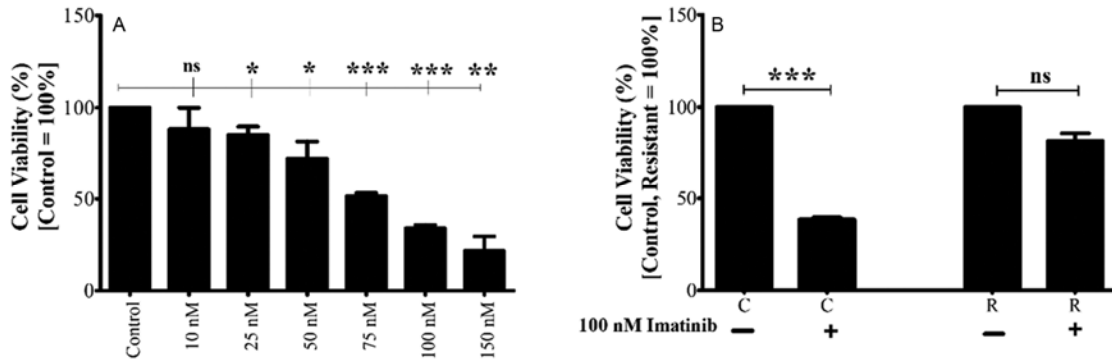 A
Cell Viability (%)
[Control = 100%]
150
100
50
0
ns * * *** *** **
Control
10 nM
25 nM
50 nM
75 nM
100 nM
150 nM
B
Cell Viability (%)
[Control, Resistant = 100%]
150
100
50
0
***
ns
C C R R
100 nM Imatinib − + − +